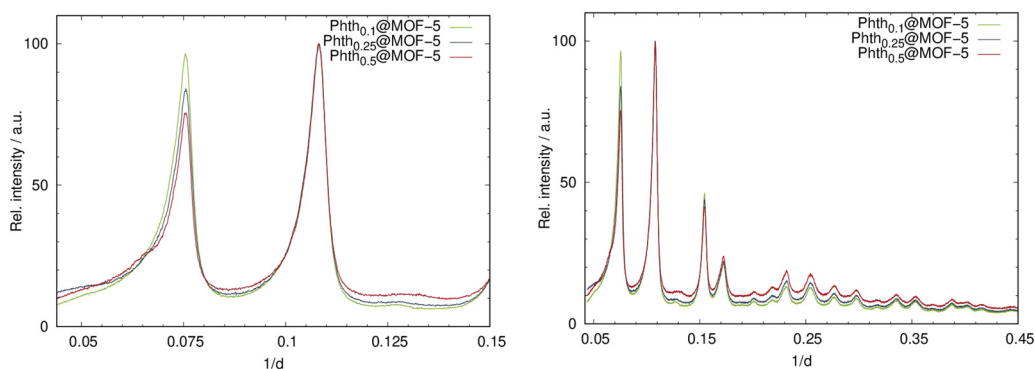 Phth0.1@MOF−5
Phth0.25@MOF−5
Phth0.5@MOF−5
100
50
0
Rel. intensity / a.u.
0.05
0.075
0.1
0.125
0.15
1/d
Phth0.1@MOF−5
Phth0.25@MOF−5
Phth0.5@MOF−5
100
50
0
Rel. intensity / a.u.
0.05
0.15
0.25
0.35
0.45
1/d